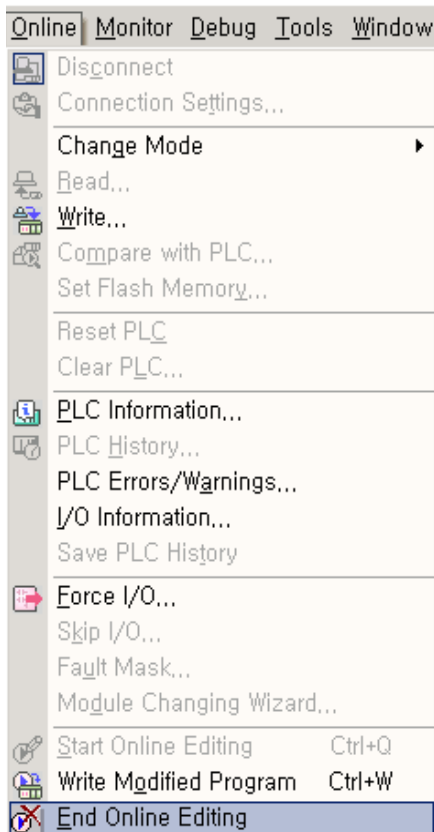 Online Monitor Debug Tools Window
Disconnect
Connection Settings...
Change Mode
Read...
Write...
Compare with PLC...
Set Flash Memory...
Reset PLC
Clear PLC...
PLC Information...
PLC History...
PLC Errors/Warnings...
I/O Information...
Save PLC History
Force I/O...
Skip I/O...
Fault Mask...
Module Changing Wizard...
Start Online Editing Ctrl+Q
Write Modified Program Ctrl+W
End Online Editing